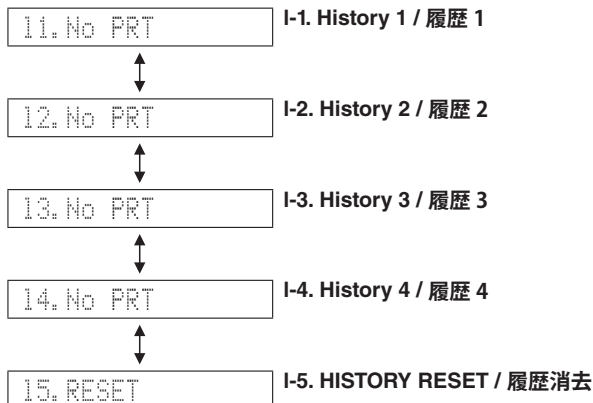 I1.No PRT
I-1. History 1 / 履歴 1
I2.No PRT
I-2. History 2 / 履歴 2
I3.No PRT
I-3. History 3 / 履歴 3
I4.No PRT
I-4. History 4 / 履歴 4
I5.RESET
I-5. HISTORY RESET / 履歴消去